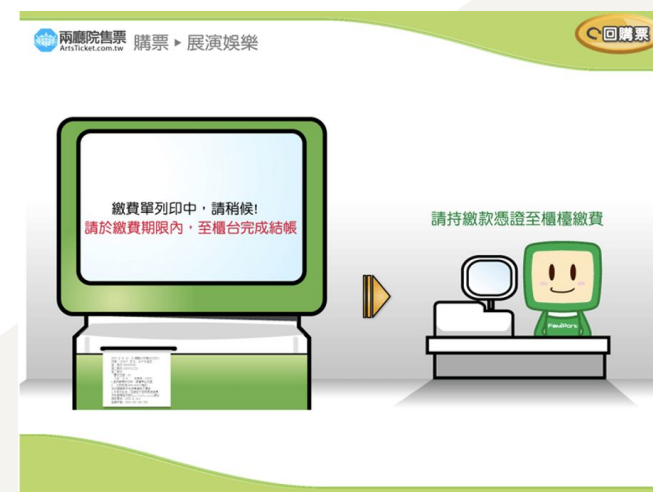 兩廳院售票
ArtsTicket.com.tw
購票 ▸ 展演娛樂
回購票
繳費單列印中，請稍候!
請於繳費期限內，至櫃台完成結帳
請持繳款憑證至櫃檯繳費
FamiPort